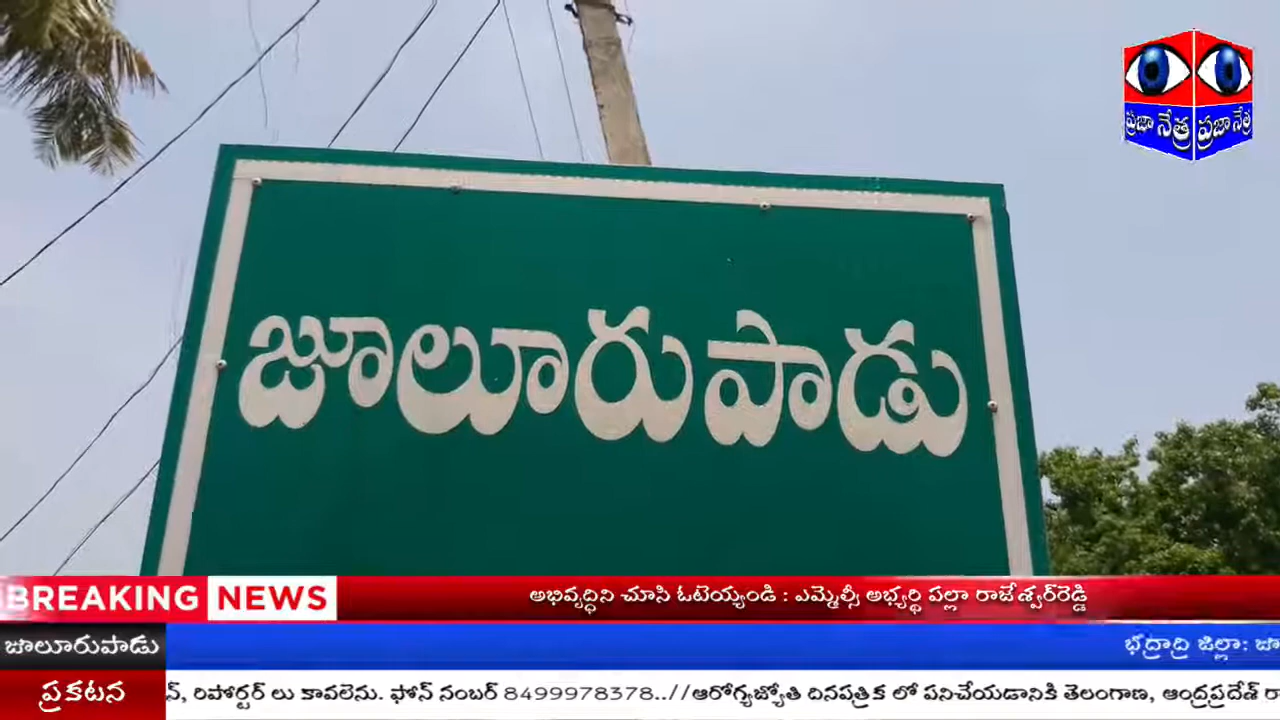 ప్రజా నేత్ర ప్రజా నేత్ర
జూలూరుపాడు
BREAKING NEWS
అభివృద్ధిని చూసి ఓటెయ్యండి : ఎమ్మెల్సీ అభ్యర్థి పల్లా రాజేశ్వర్‌రెడ్డి
జూలూరుపాడు
భద్రాద్రి జిల్లా: జూ
ప్రకటన
న్, రిపోర్టర్ లు కావలెను. ఫోన్ నంబర్ 8499978378..//ఆరోగ్యజ్యోతి దినపత్రిక లో పనిచేయడానికి తెలంగాణ, ఆంద్రప్రదేశ్ రా